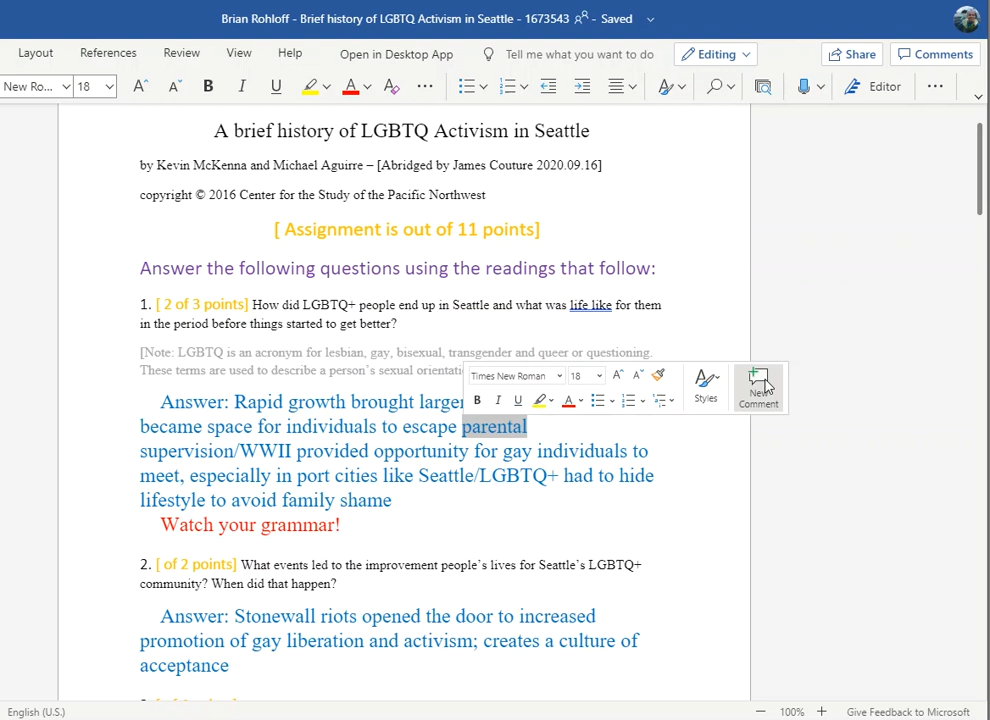 Brian Rohloff - Brief history of LGBTQ Activism in Seattle - 1673543 - Saved
Layout References Review View Help Open in Desktop App Tell me what you want to do Editing Share Comments
New Ro... 18 A A B I U A A Editor
A brief history of LGBTQ Activism in Seattle
by Kevin McKenna and Michael Aguirre – [Abridged by James Couture 2020.09.16]
copyright © 2016 Center for the Study of the Pacific Northwest
[ Assignment is out of 11 points]
Answer the following questions using the readings that follow:
1. [ 2 of 3 points] How did LGBTQ+ people end up in Seattle and what was life like for them
in the period before things started to get better?
[Note: LGBTQ is an acronym for lesbian, gay, bisexual, transgender and queer or questioning.
These terms are used to describe a person's sexual
Times New Roman 18 A A
B I U A Styles New
Comment
Answer: Rapid growth brought larger
became space for individuals to escape parental
supervision/WWII provided opportunity for gay individuals to
meet, especially in port cities like Seattle/LGBTQ+ had to hide
lifestyle to avoid family shame
Watch your grammar!
2. [ of 2 points] What events led to the improvement people's lives for Seattle's LGBTQ+
community? When did that happen?
Answer: Stonewall riots opened the door to increased
promotion of gay liberation and activism; creates a culture of
acceptance
English (U.S.) — 100% + Give Feedback to Microsoft